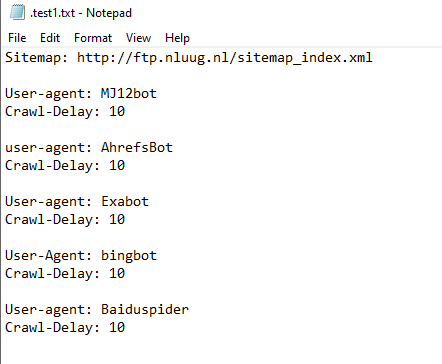 .test1.txt - Notepad
File Edit Format View Help
Sitemap: http://ftp.nluug.nl/sitemap_index.xml
User-agent: MJ12bot
Crawl-Delay: 10
user-agent: AhrefsBot
Crawl-Delay: 10
User-agent: Exabot
Crawl-Delay: 10
User-Agent: bingbot
Crawl-Delay: 10
User-agent: Baiduspider
Crawl-Delay: 10